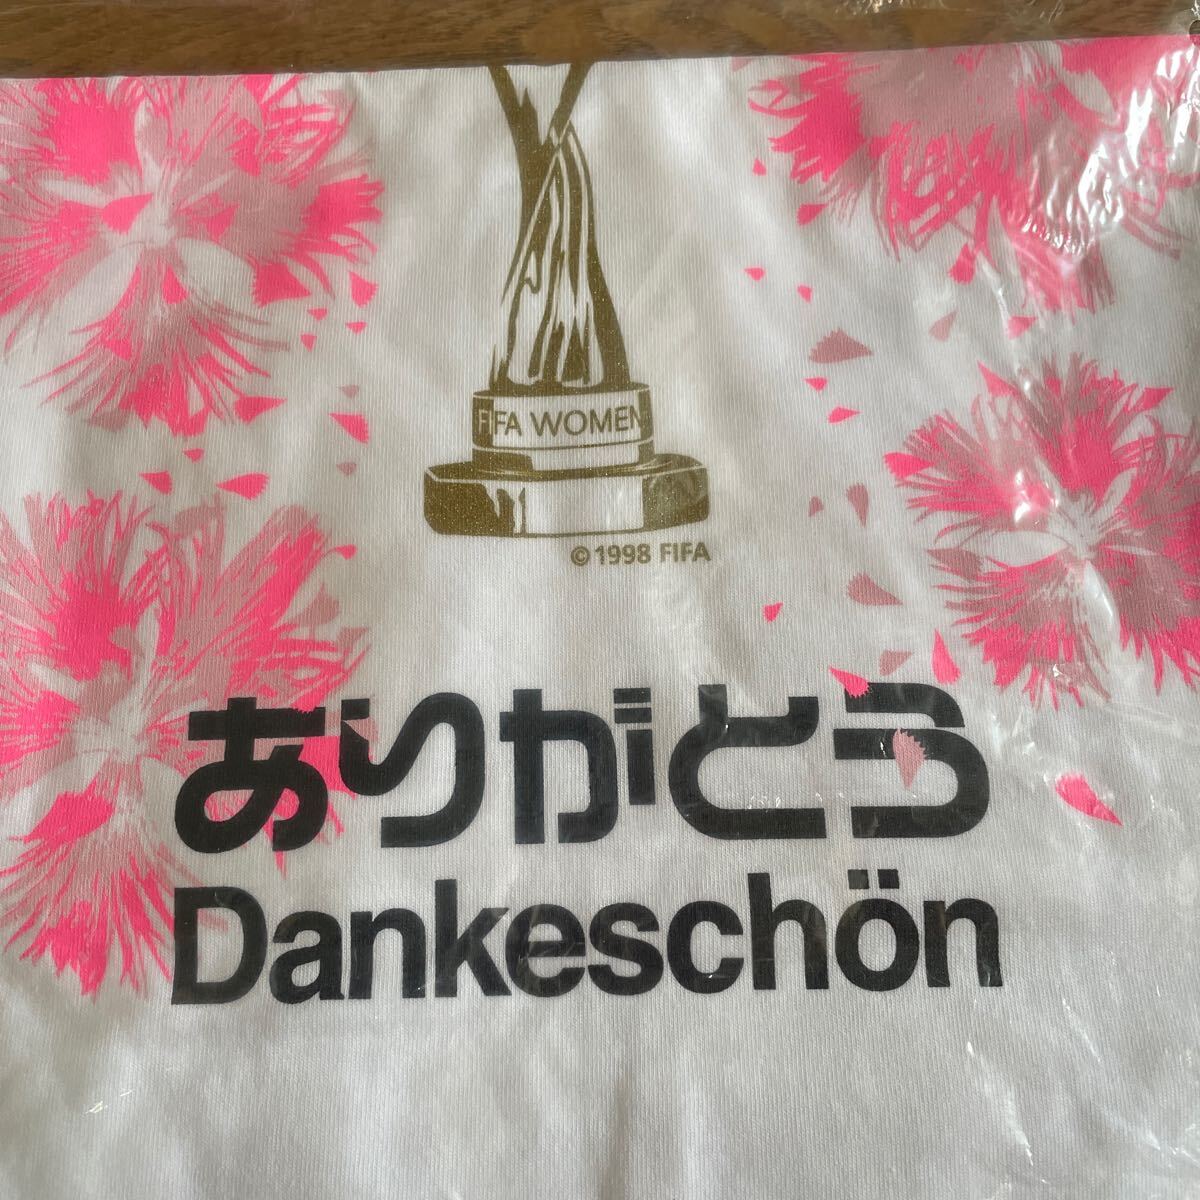 FIFA WOMEN
© 1998 FIFA
ありがとう
Dankeschön